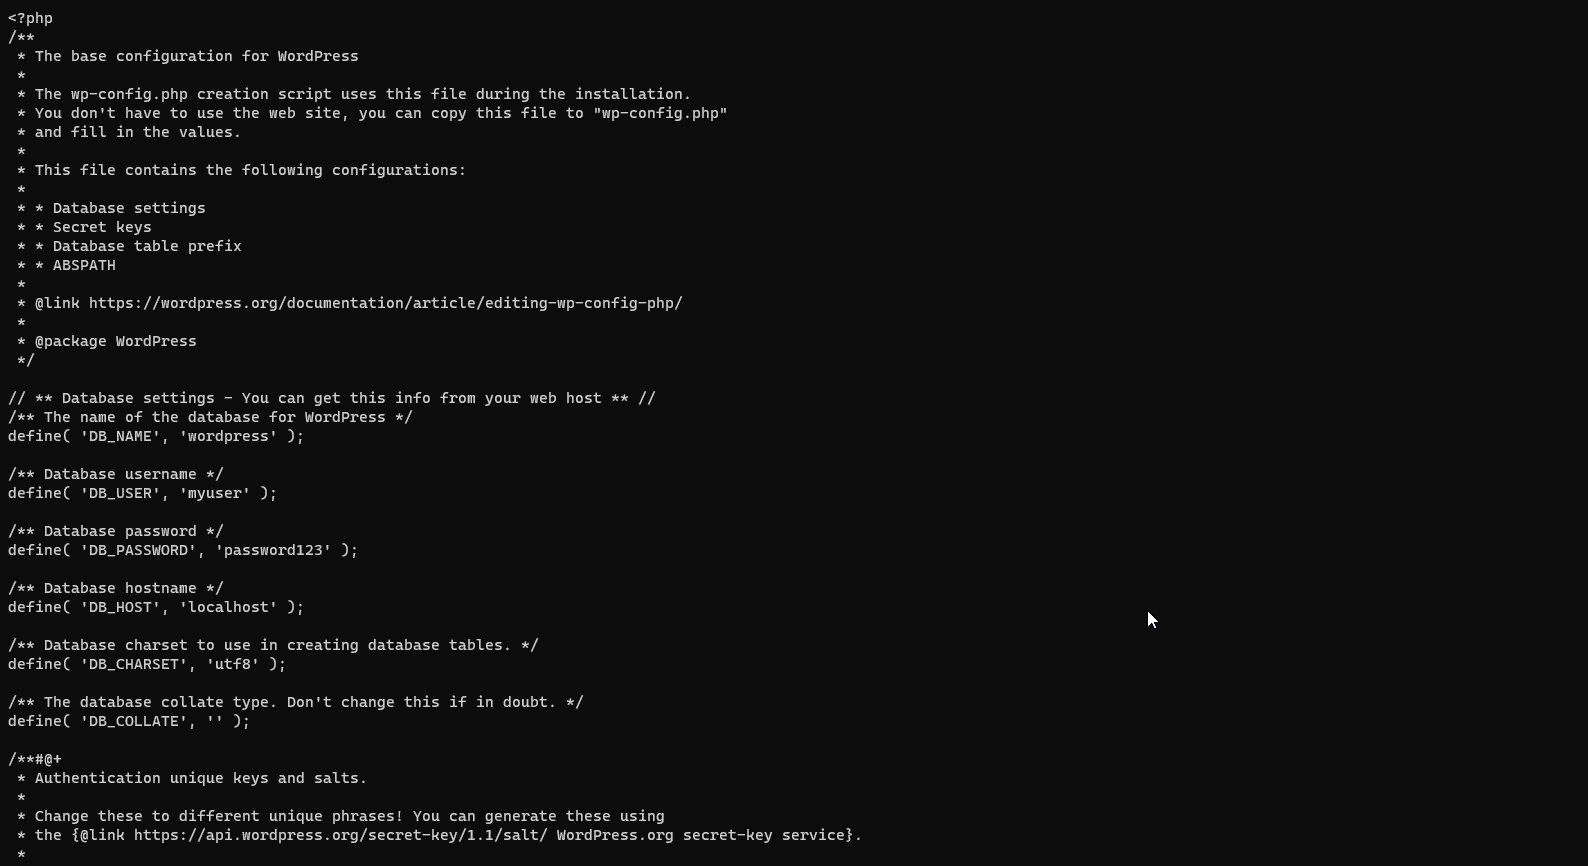 <?php
/**
 * The base configuration for WordPress
 *
 * The wp-config.php creation script uses this file during the installation.
 * You don't have to use the web site, you can copy this file to "wp-config.php"
 * and fill in the values.
 *
 * This file contains the following configurations:
 *
 * * Database settings
 * * Secret keys
 * * Database table prefix
 * * ABSPATH
 *
 * @link https://wordpress.org/documentation/article/editing-wp-config-php/
 *
 * @package WordPress
 */

// ** Database settings - You can get this info from your web host ** //
/** The name of the database for WordPress */
define( 'DB_NAME', 'wordpress' );

/** Database username */
define( 'DB_USER', 'myuser' );

/** Database password */
define( 'DB_PASSWORD', 'password123' );

/** Database hostname */
define( 'DB_HOST', 'localhost' );

/** Database charset to use in creating database tables. */
define( 'DB_CHARSET', 'utf8' );

/** The database collate type. Don't change this if in doubt. */
define( 'DB_COLLATE', '' );

/**#@+
 * Authentication unique keys and salts.
 *
 * Change these to different unique phrases! You can generate these using
 * the {@link https://api.wordpress.org/secret-key/1.1/salt/ WordPress.org secret-key service}.
 *